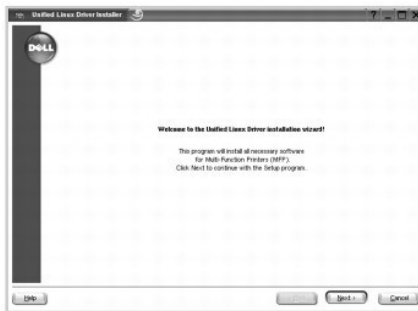 Unified Linux Driver Installer
DELL
Welcome to the Unified Linux Driver installation wizard!
This program will install all necessary software
for Multi-Function Printers (MFP).
Click Next to continue with the Setup program.
Help
Next >
Cancel